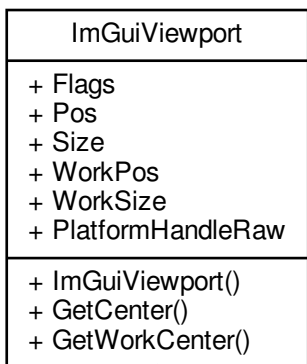 ImGuiViewport
+ Flags
+ Pos
+ Size
+ WorkPos
+ WorkSize
+ PlatformHandleRaw
+ ImGuiViewport()
+ GetCenter()
+ GetWorkCenter()